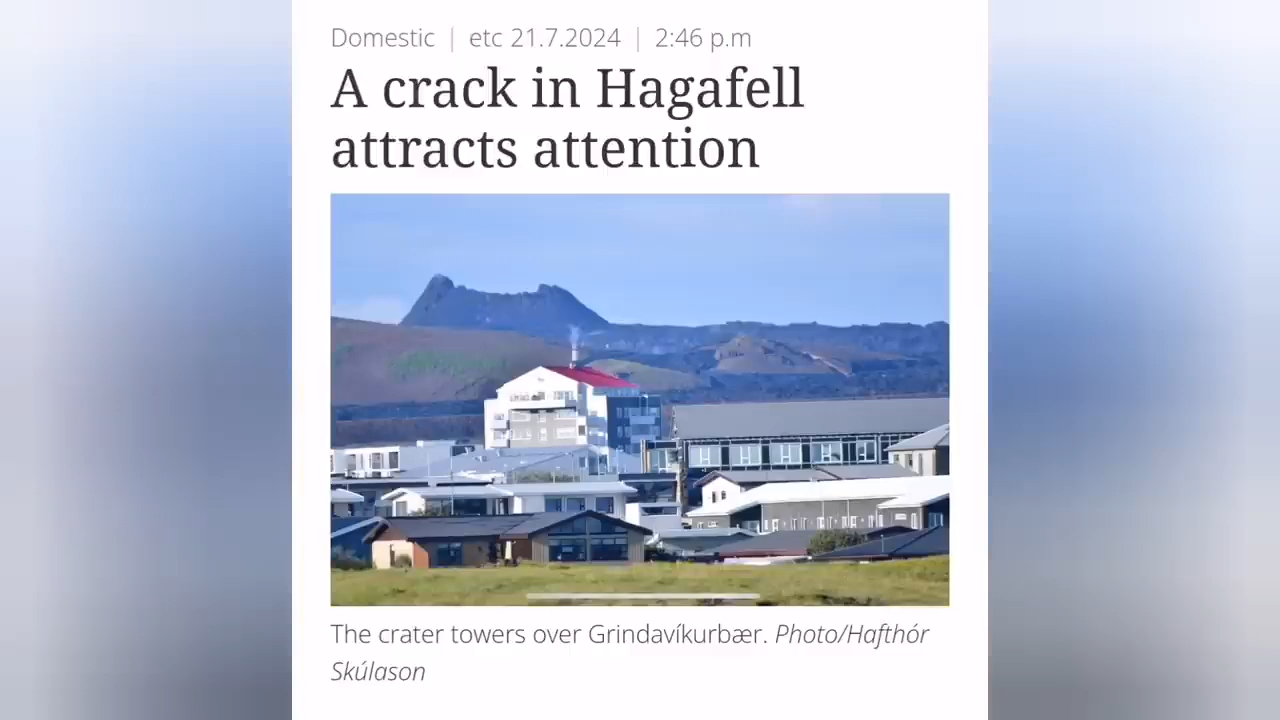 Domestic | etc 21.7.2024 | 2:46 p.m
A crack in Hagafell
attracts attention
The crater towers over Grindavíkurbær. Photo/Hafthór
Skúlason